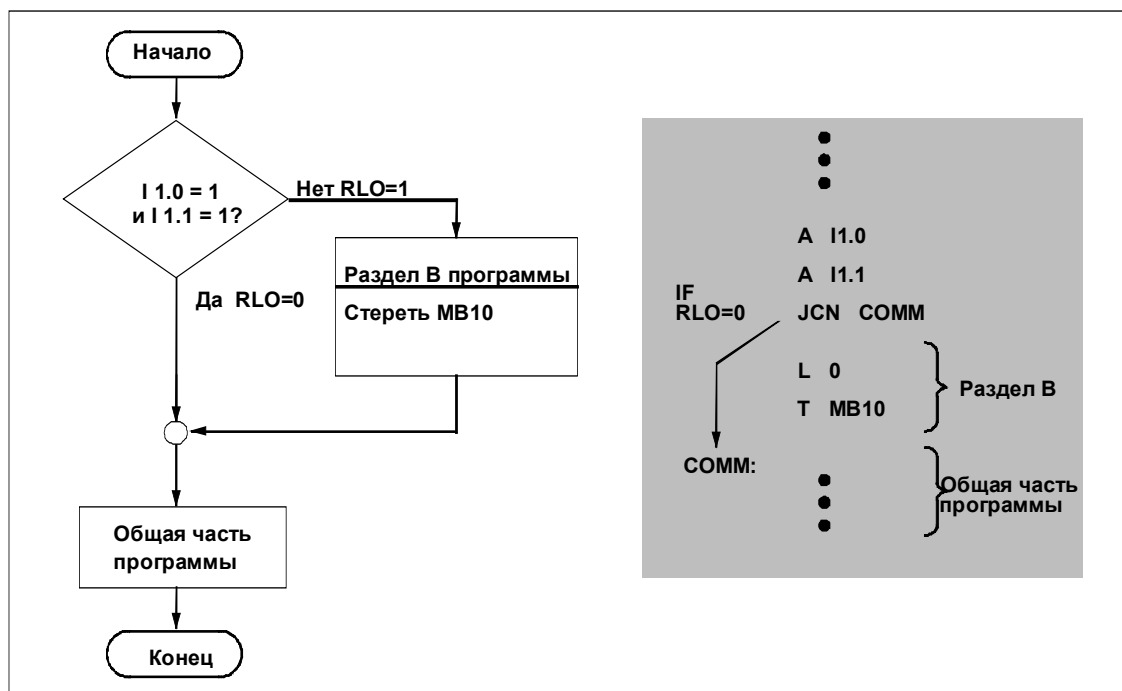 Начало
I 1.0 = 1
и I 1.1 = 1?
Нет RLO=1
Раздел В программы
Стереть MB10
Да RLO=0
Общая часть
программы
Конец
A I1.0
A I1.1
IF
RLO=0
JCN COMM
L 0
T MB10
Раздел В
COMM:
Общая часть
программы